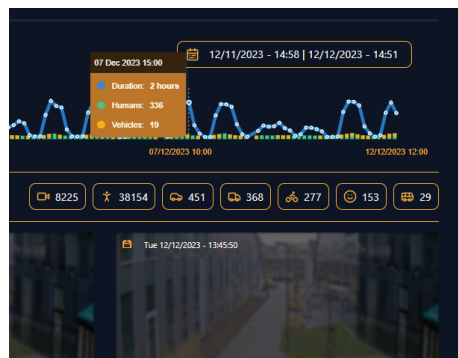 12/11/2023 - 14:58 | 12/12/2023 - 14:51
07 Dec 2023 15:00
Duration: 2 hours
Humans: 336
Vehicles: 19
07/12/2023 10:00
12/12/2023 12:00
8225
38154
451
368
277
153
29
Tue 12/12/2023 - 13:45:50